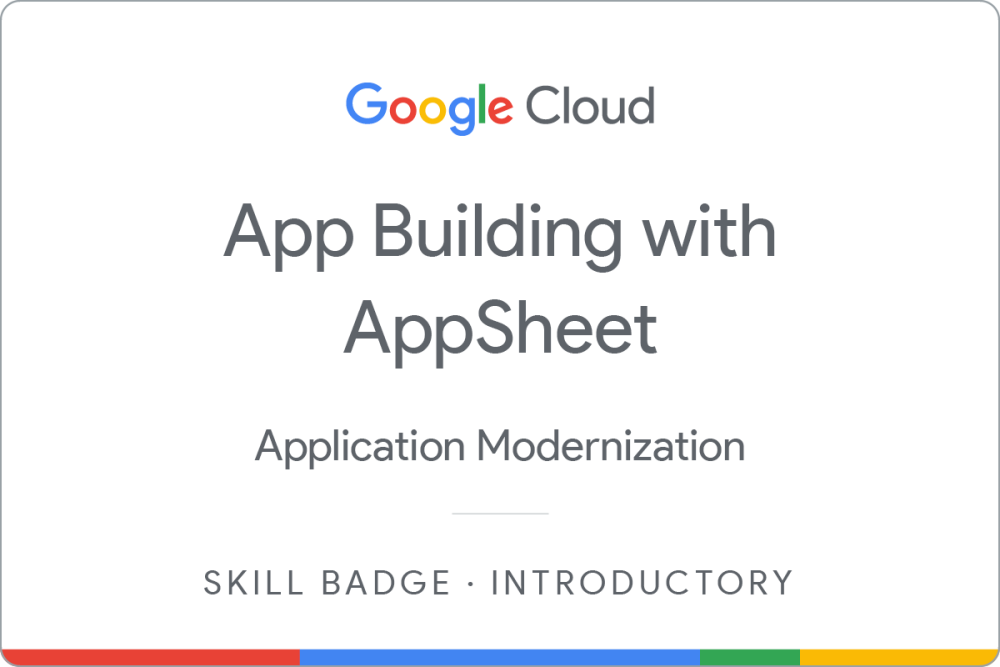 Google Cloud
App Building with
AppSheet
Application Modernization
SKILL BADGE · INTRODUCTORY